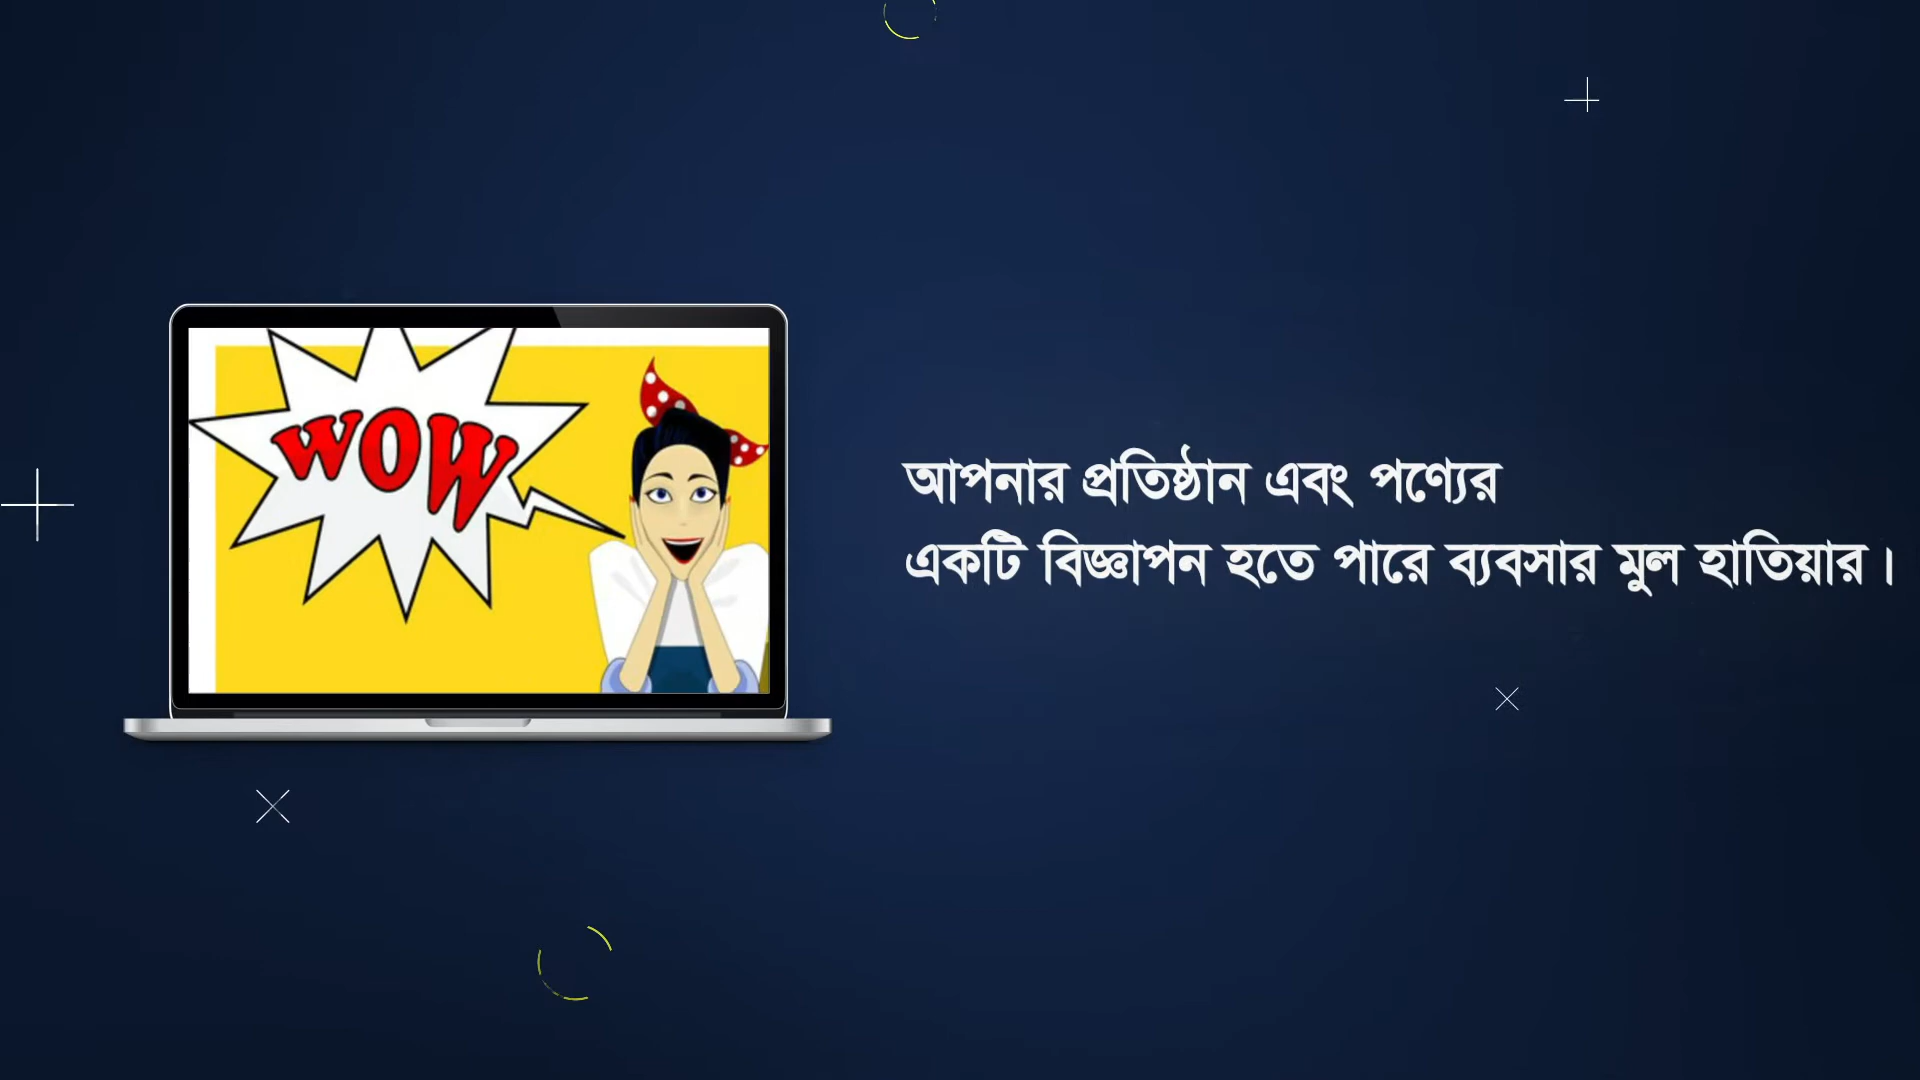 WOW
আপনার প্রতিষ্ঠান এবং পণ্যের
একটি বিজ্ঞাপন হতে পারে ব্যবসার মুল হাতিয়ার।